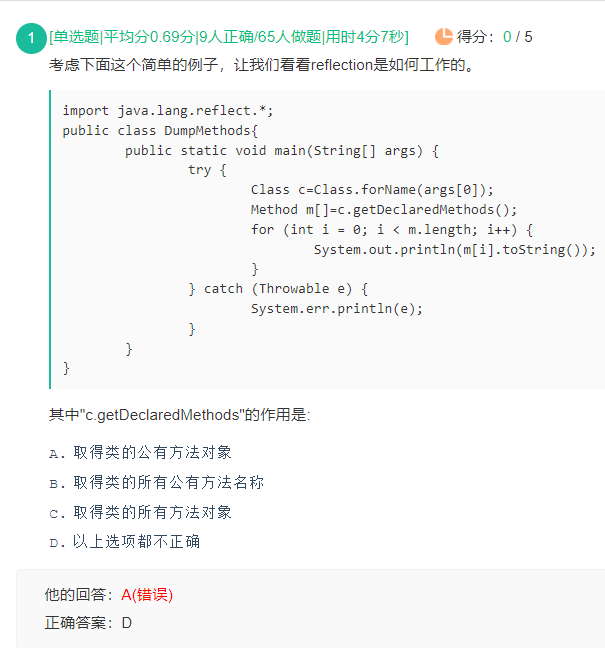 1 [单选题|平均分0.69分|9人正确/65人做题|用时4分7秒] 得分：0 / 5
考虑下面这个简单的例子，让我们看看reflection是如何工作的。
import java.lang.reflect.*;
public class DumpMethods{
public static void main(String[] args) {
try {
Class c=Class.forName(args[0]);
Method m[]=c.getDeclaredMethods();
for (int i = 0; i < m.length; i++) {
System.out.println(m[i].toString());
}
} catch (Throwable e) {
System.err.println(e);
}
}
}
其中"c.getDeclaredMethods"的作用是:
A. 取得类的公有方法对象
B. 取得类的所有公有方法名称
C. 取得类的所有方法对象
D. 以上选项都不正确
他的回答：A(错误)
正确答案：D